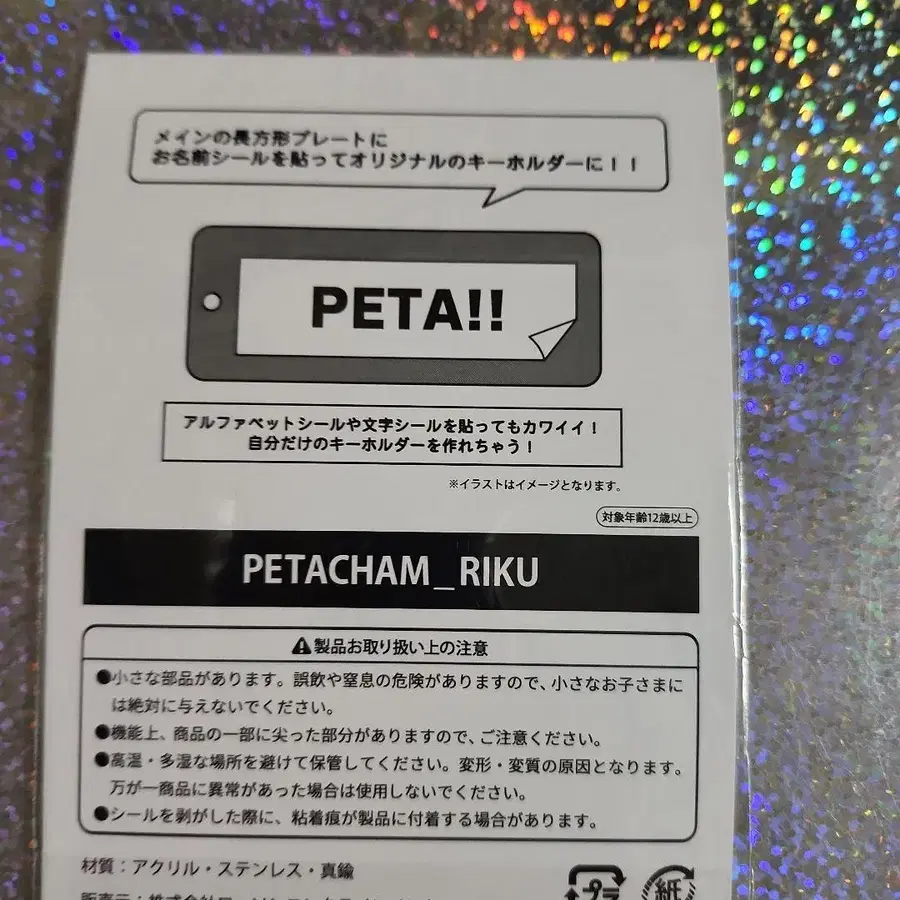 メインの長方形プレートに
お名前シールを貼ってオリジナルのキーホルダーに！！
PETA!!
アルファベットシールや文字シールを貼ってもカワイイ！
自分だけのキーホルダーを作れちゃう！
※イラストはイメージとなります。
対象年齢12歳以上
PETACHAM_RIKU
⚠製品お取り扱い上の注意
●小さな部品があります。誤飲や窒息の危険がありますので、小さなお子さまに
は絶対に与えないでください。
●機能上、商品の一部に尖った部分がありますので、ご注意ください。
●高温・多湿な場所を避けて保管してください。変形・変質の原因となります。
万が一商品に異常があった場合は使用しないでください。
●シールを剥がした際に、粘着痕が製品に付着する場合があります。
材質：アクリル・ステンレス・真鍮
プラ
紙